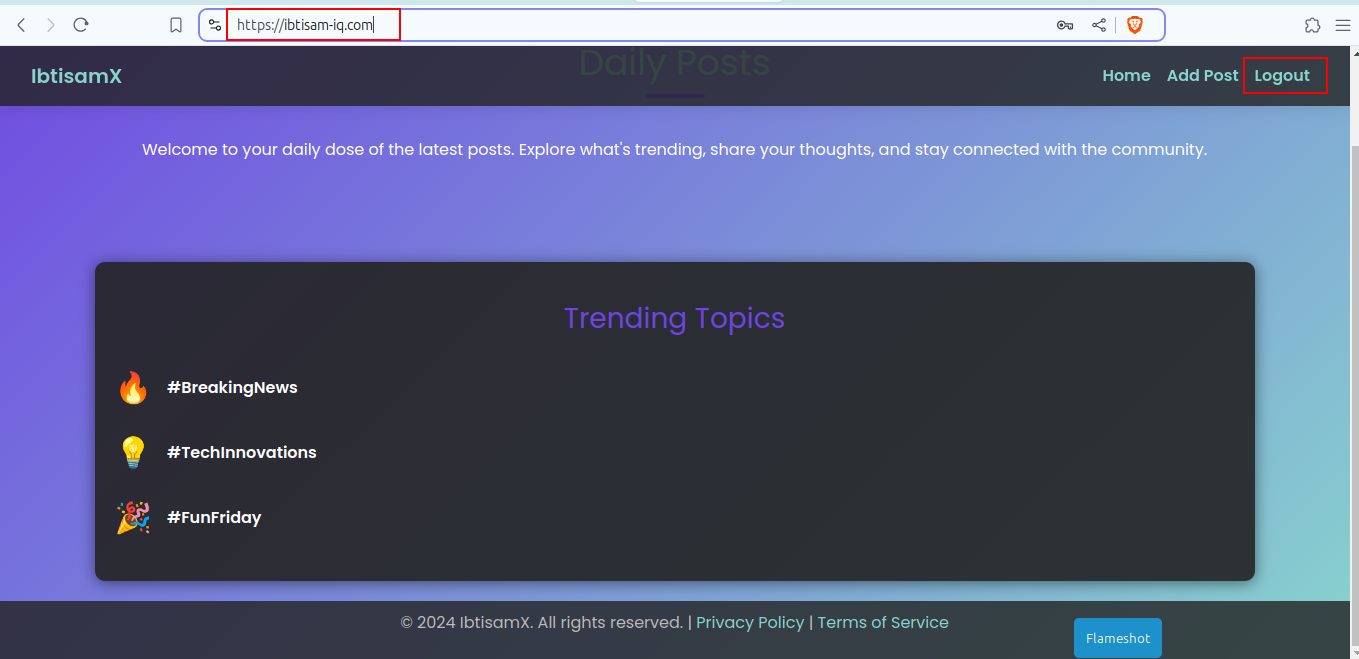 https://ibtisam-iq.com
IbtisamX
Daily Posts
Home Add Post Logout
Welcome to your daily dose of the latest posts. Explore what's trending, share your thoughts, and stay connected with the community.
Trending Topics
#BreakingNews
#TechInnovations
#FunFriday
© 2024 IbtisamX. All rights reserved. | Privacy Policy | Terms of Service
Flameshot